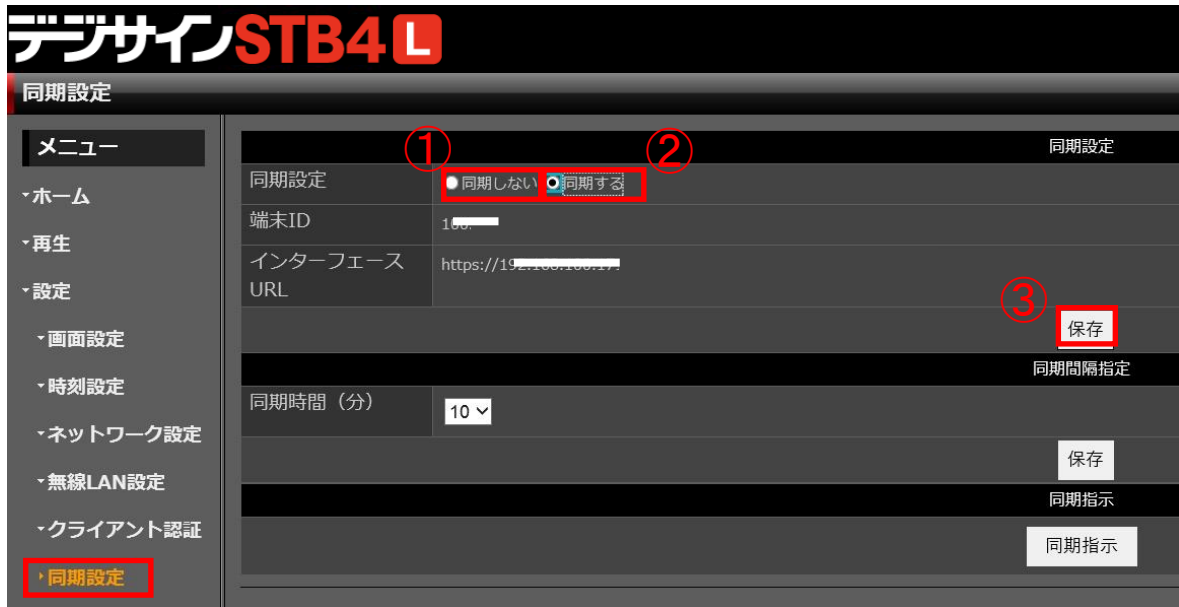 デジサインSTB4 L
同期設定
メニュー
ホーム
再生
設定
画面設定
時刻設定
ネットワーク設定
無線LAN設定
クライアント認証
同期設定
同期設定
① ②
同期設定 同期しない 同期する
端末ID
インターフェース
URL
https://19
③
保存
同期間隔指定
同期時間（分） 10
保存
同期指示
同期指示